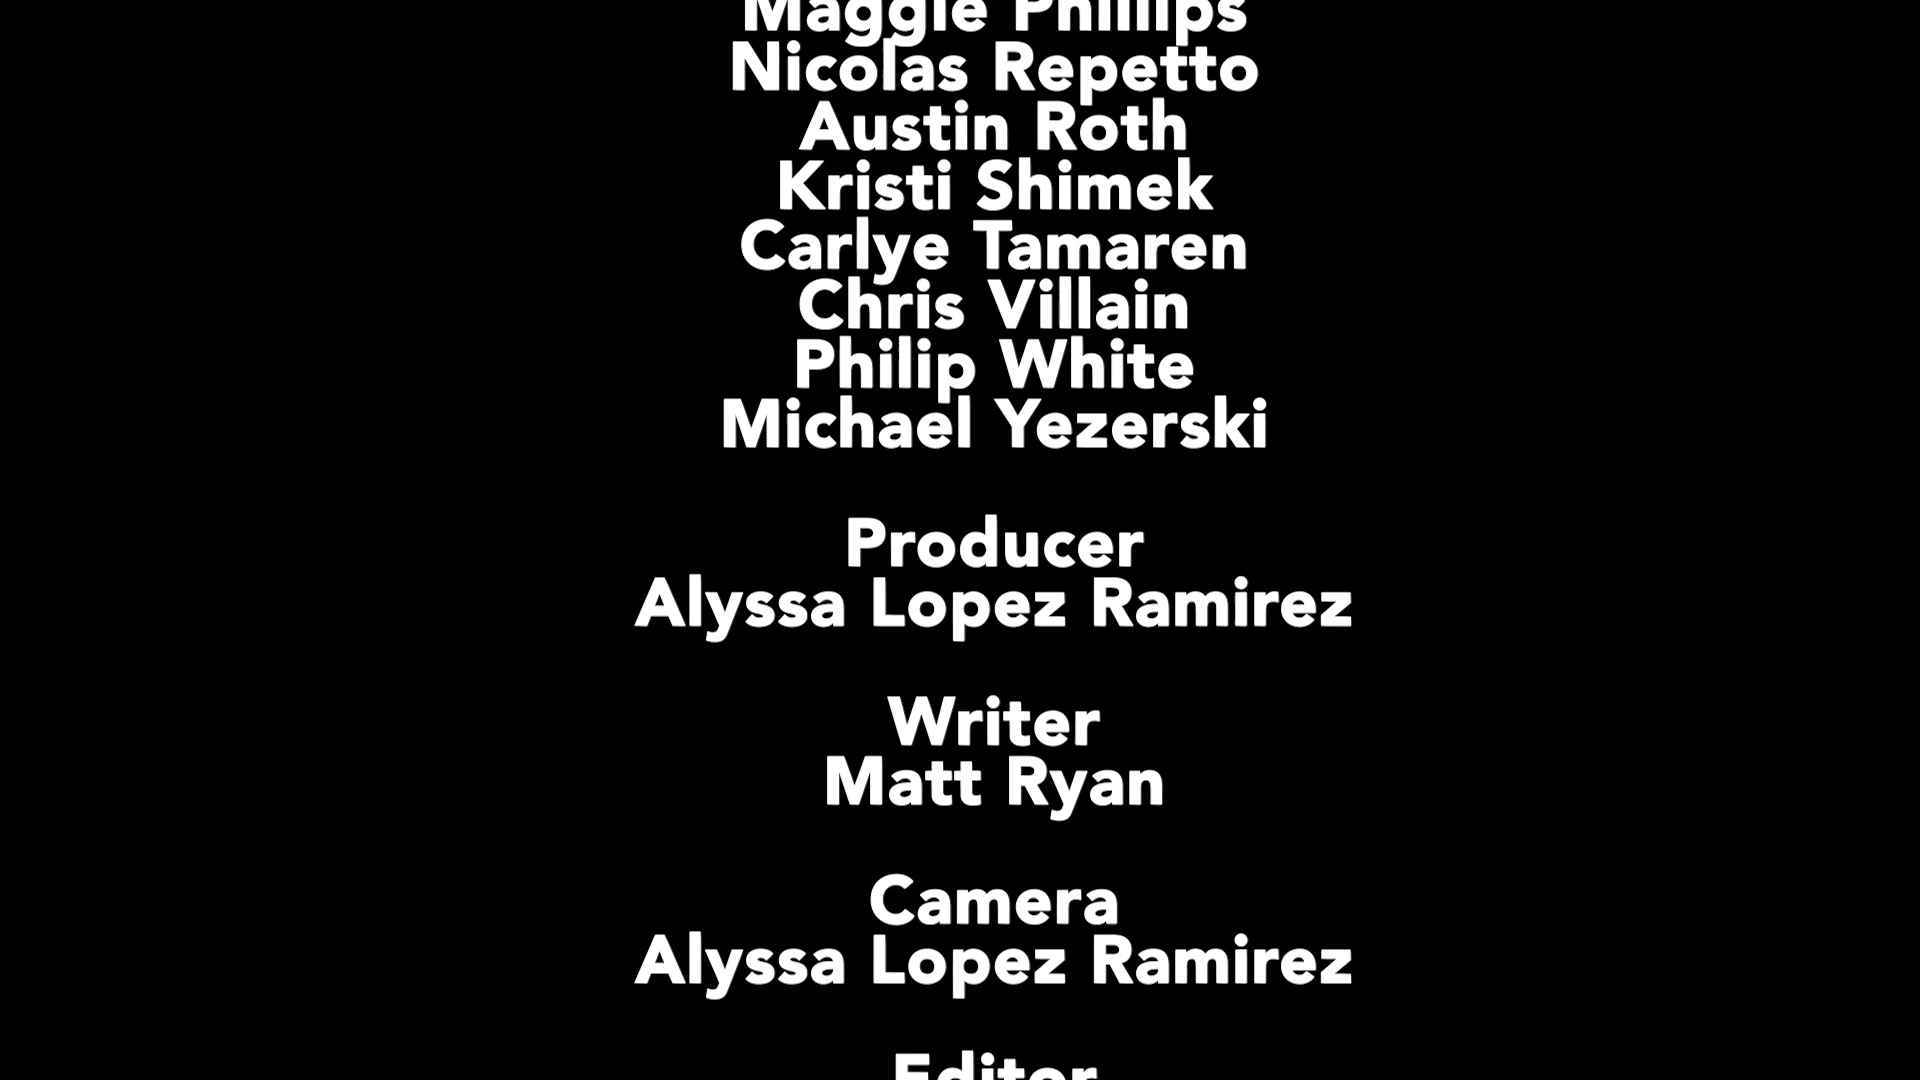 Maggie Phillips
Nicolas Repetto
Austin Roth
Kristi Shimek
Carlye Tamaren
Chris Villain
Philip White
Michael Yezerski
Producer
Alyssa Lopez Ramirez
Writer
Matt Ryan
Camera
Alyssa Lopez Ramirez
Editor